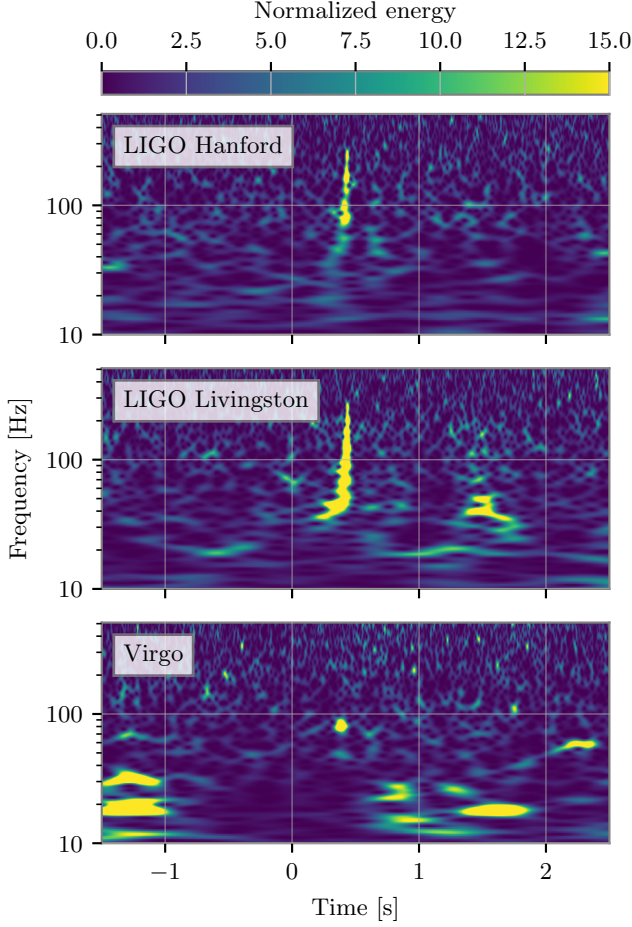 Normalized energy
0.0 2.5 5.0 7.5 10.0 12.5 15.0
LIGO Hanford
100
10
LIGO Livingston
100
10
Frequency [Hz]
Virgo
100
10
−1 0 1 2
Time [s]